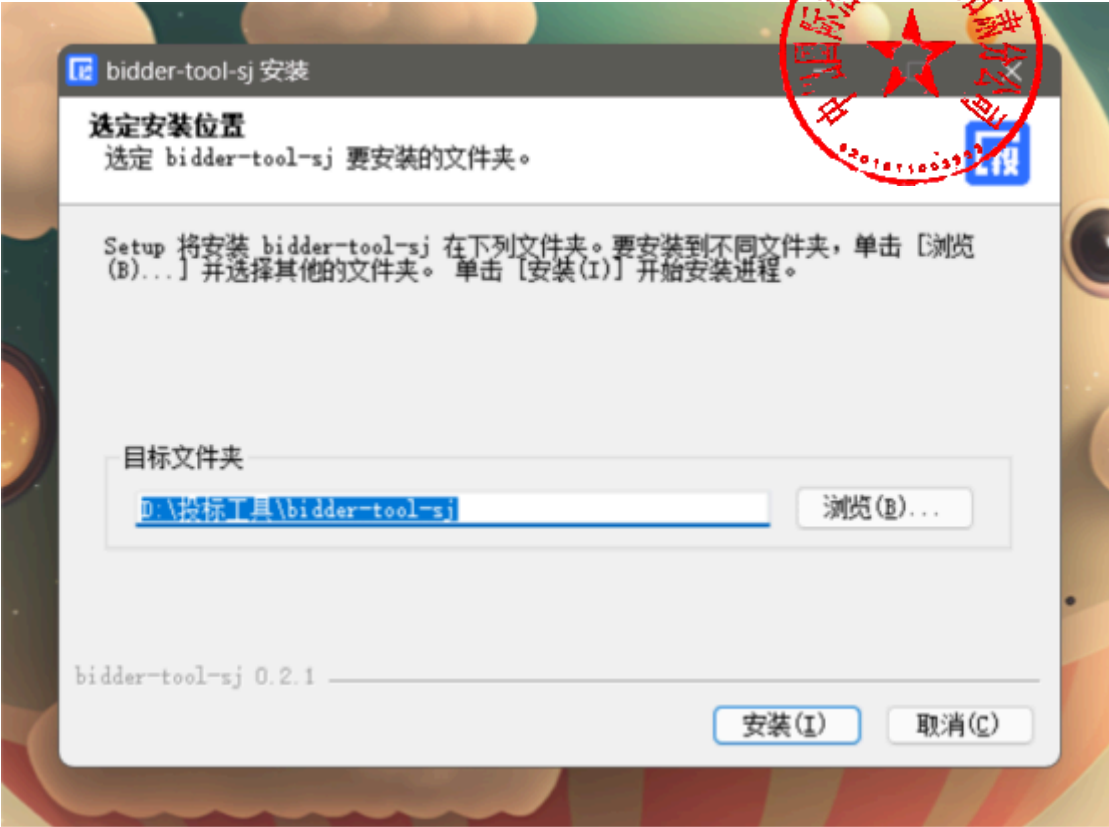 bidder-tool-sj 安装
选定安装位置
选定 bidder-tool-sj 要安装的文件夹。
投
Setup 将安装 bidder-tool-sj 在下列文件夹。要安装到不同文件夹，单击 [浏览
(B)...] 并选择其他的文件夹。 单击 [安装(I)] 开始安装进程。
目标文件夹
D:\投标工具\bidder-tool-sj
浏览(B)...
bidder-tool-sj 0.2.1
安装(I)
取消(C)